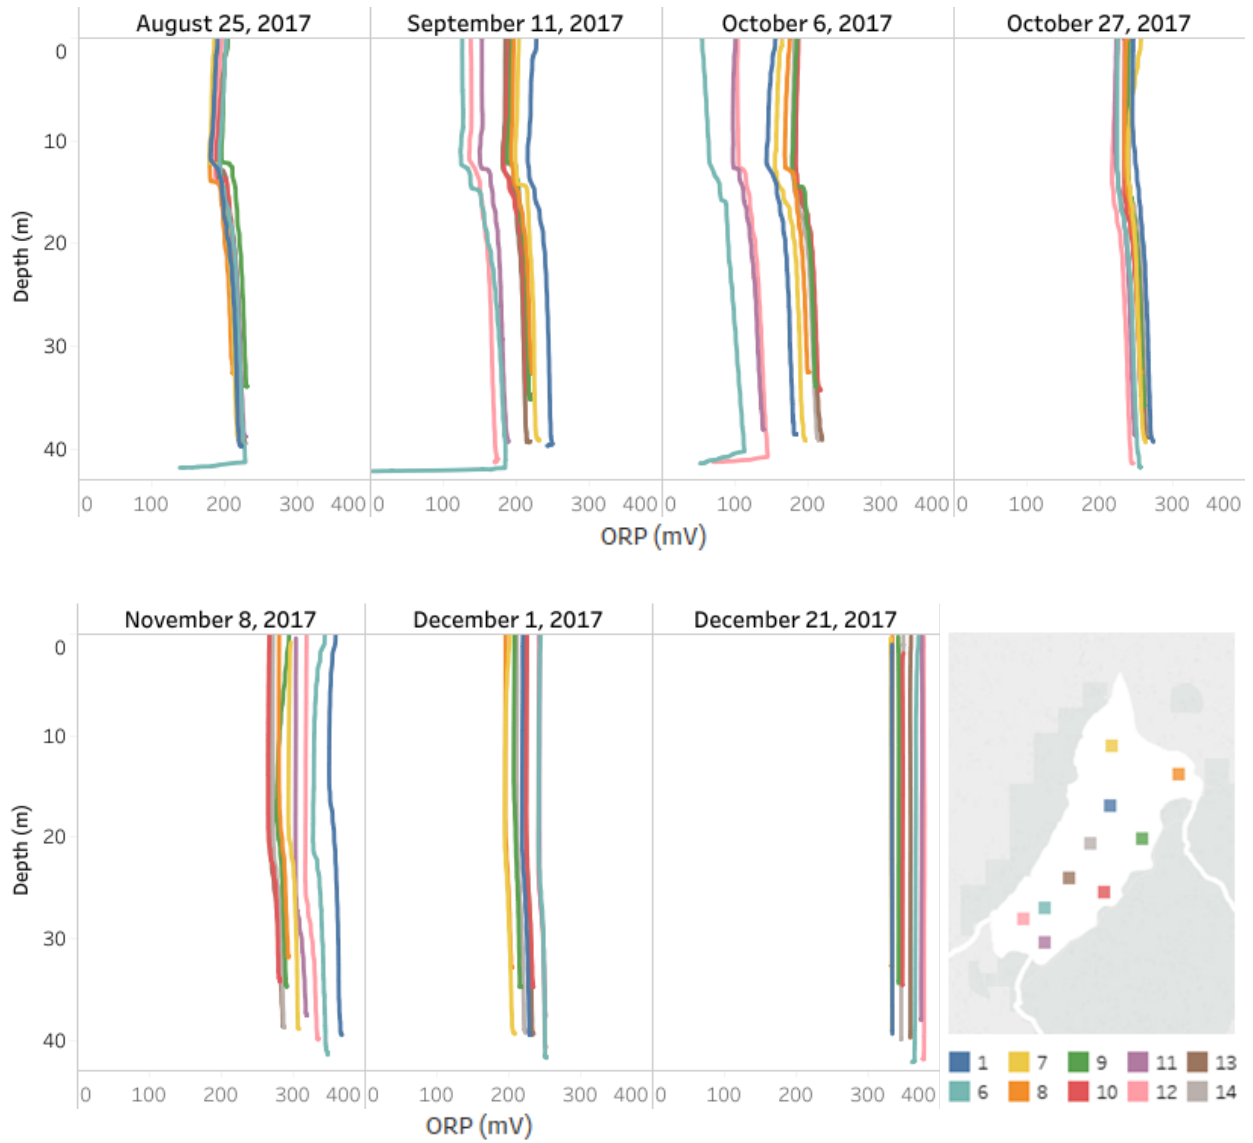 August 25, 2017 September 11, 2017 October 6, 2017 October 27, 2017
0
10
20
30
40
Depth (m)
0 100 200 300 400 0 100 200 300 400 0 100 200 300 400 0 100 200 300 400
ORP (mV)
November 8, 2017 December 1, 2017 December 21, 2017
0
10
20
30
40
Depth (m)
0 100 200 300 400 0 100 200 300 400 0 100 200 300 400
ORP (mV)
1 7 9 11 13
6 8 10 12 14